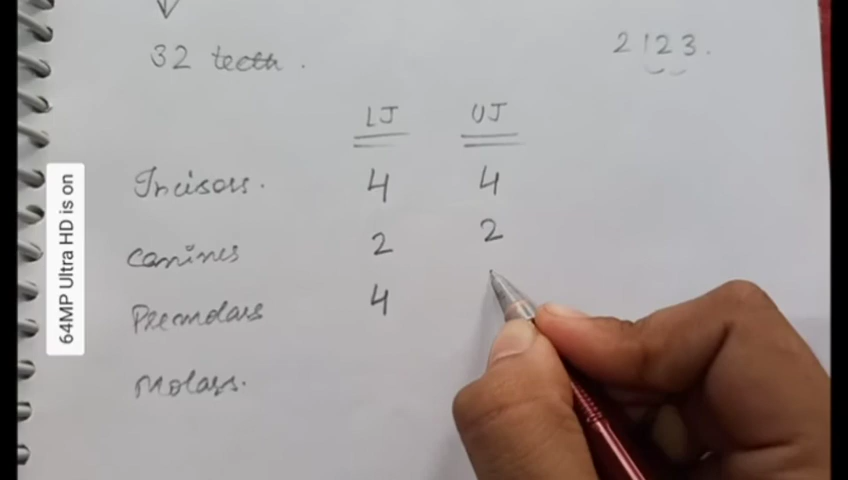 32 teeth.
2123.
LJ UJ
Incisors. 4 4
Canines 2 2
Premolars 4
Molars.
64MP Ultra HD is on